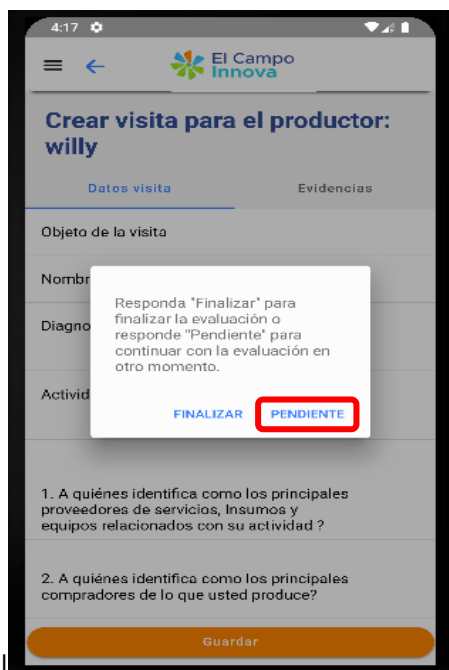 4:17
El Campo
Innova
Crear visita para el productor:
willy
Datos visita Evidencias
Objeto de la visita
Nombr
Responda "Finalizar" para
finalizar la evaluación o
responde "Pendiente" para
continuar con la evaluación en
otro momento.
Diagno
Activid
FINALIZAR PENDIENTE
1. A quiénes identifica como los principales
proveedores de servicios, Insumos y
equipos relacionados con su actividad ?
2. A quiénes identifica como los principales
compradores de lo que usted produce?
Guardar